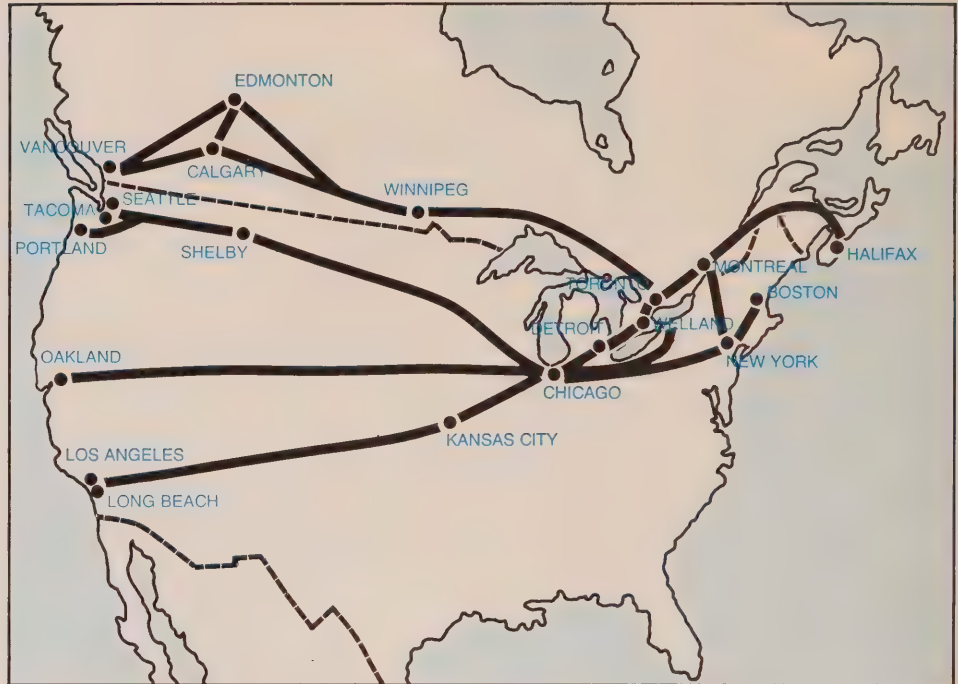 EDMONTON
VANCOUVER
CALGARY
WINNIPEG
SEATTLE
TACOMA
PORTLAND
SHELBY
MONTREAL
HALIFAX
TORONTO
BOSTON
DETROIT
WELLAND
NEW YORK
OAKLAND
CHICAGO
KANSAS CITY
LOS ANGELES
LONG BEACH